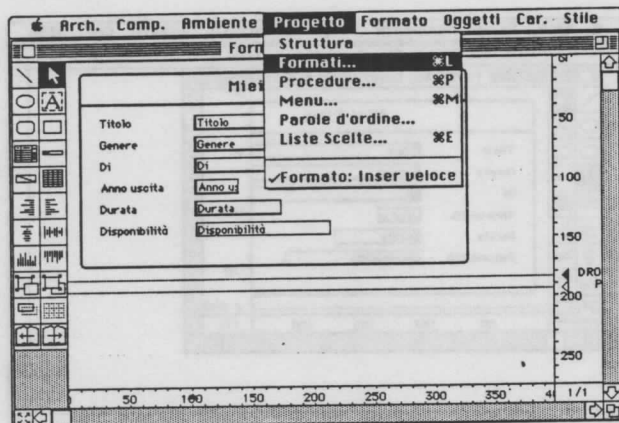 Arch. Comp. Ambiente Progetto Formato Oggetti Car. Stile
Form
Struttura
Formati... ⌘L
Procedure... ⌘P
Menu... ⌘M
Parole d'ordine...
Liste Scelte... ⌘E
✓Formato: Inser veloce
Miei
Titolo Titolo
Genere Genere
Di Di
Anno uscita Anno us
Durata Durata
Disponibilità Disponibilità
50
100
150
200
250
DRO
P
50 100 150 200 250 300 350 4
1/1